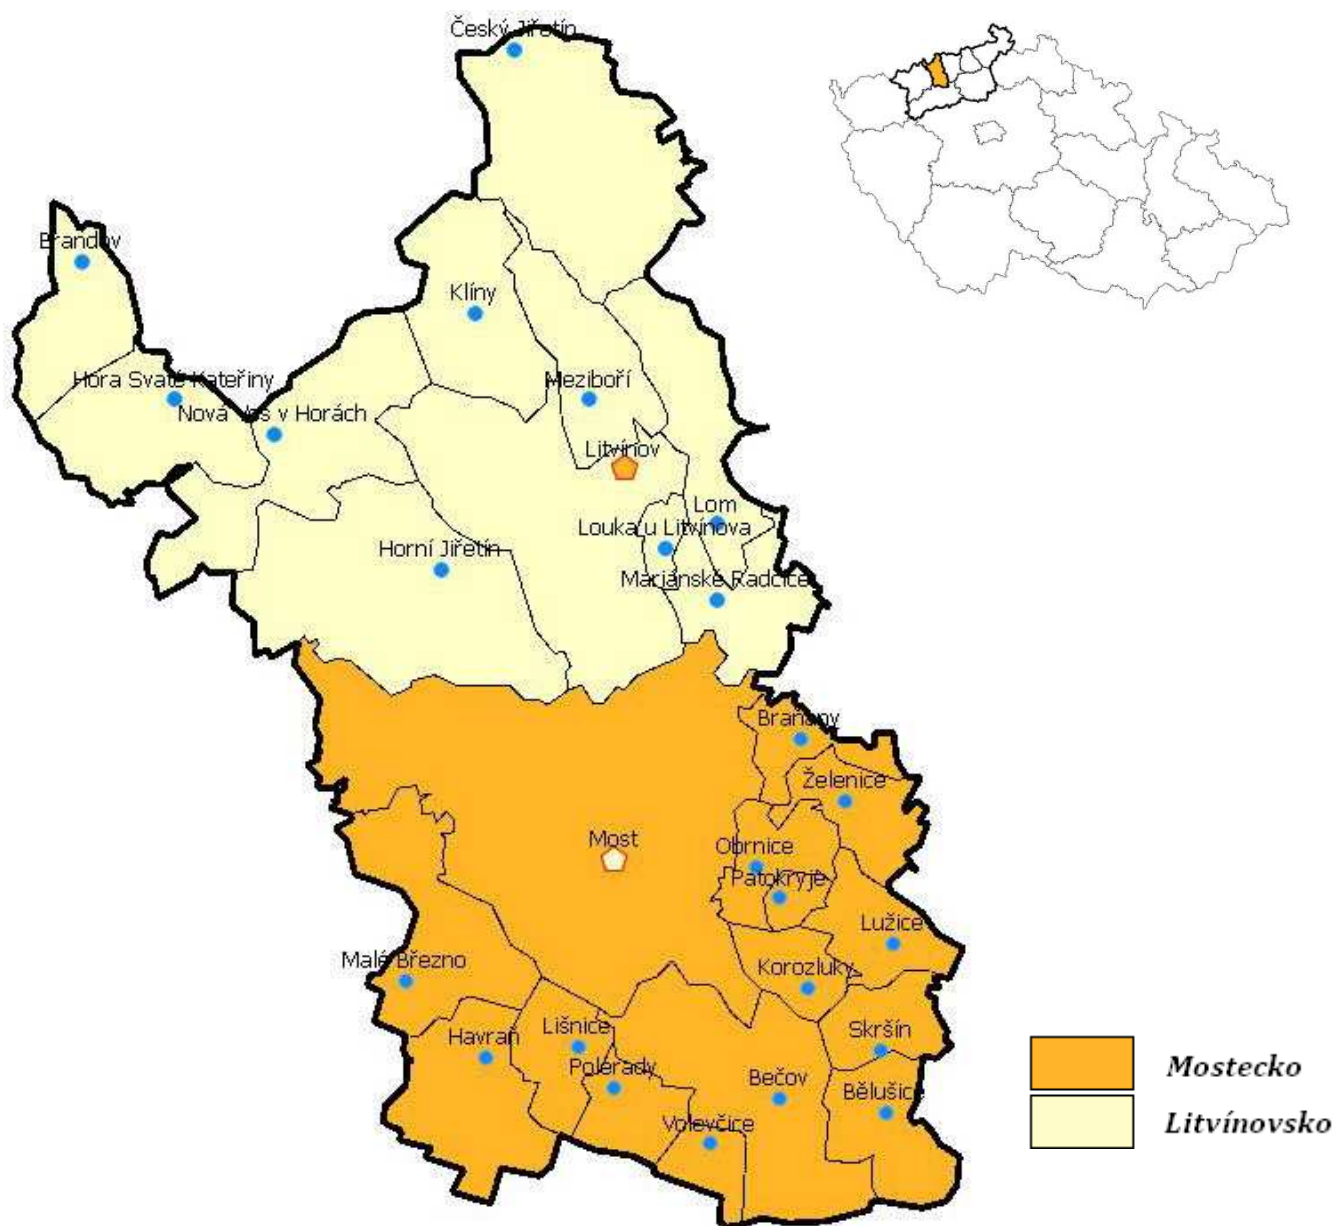 Český Jiřetín
Brandov
Klíny
Hora Svaté Kateřiny
Meziboří
Nová Ves v Horách
Litvínov
Lom
Louka u Litvínova
Horní Jiřetín
Mariánské Radčice
Braňany
Želenice
Most
Obrnice
Patokryje
Lužice
Malé Březno
Korozluky
Lišnice
Skršín
Havraň
Polerady
Bečov
Bělušice
Volevčice
Mostecko
Litvínovsko